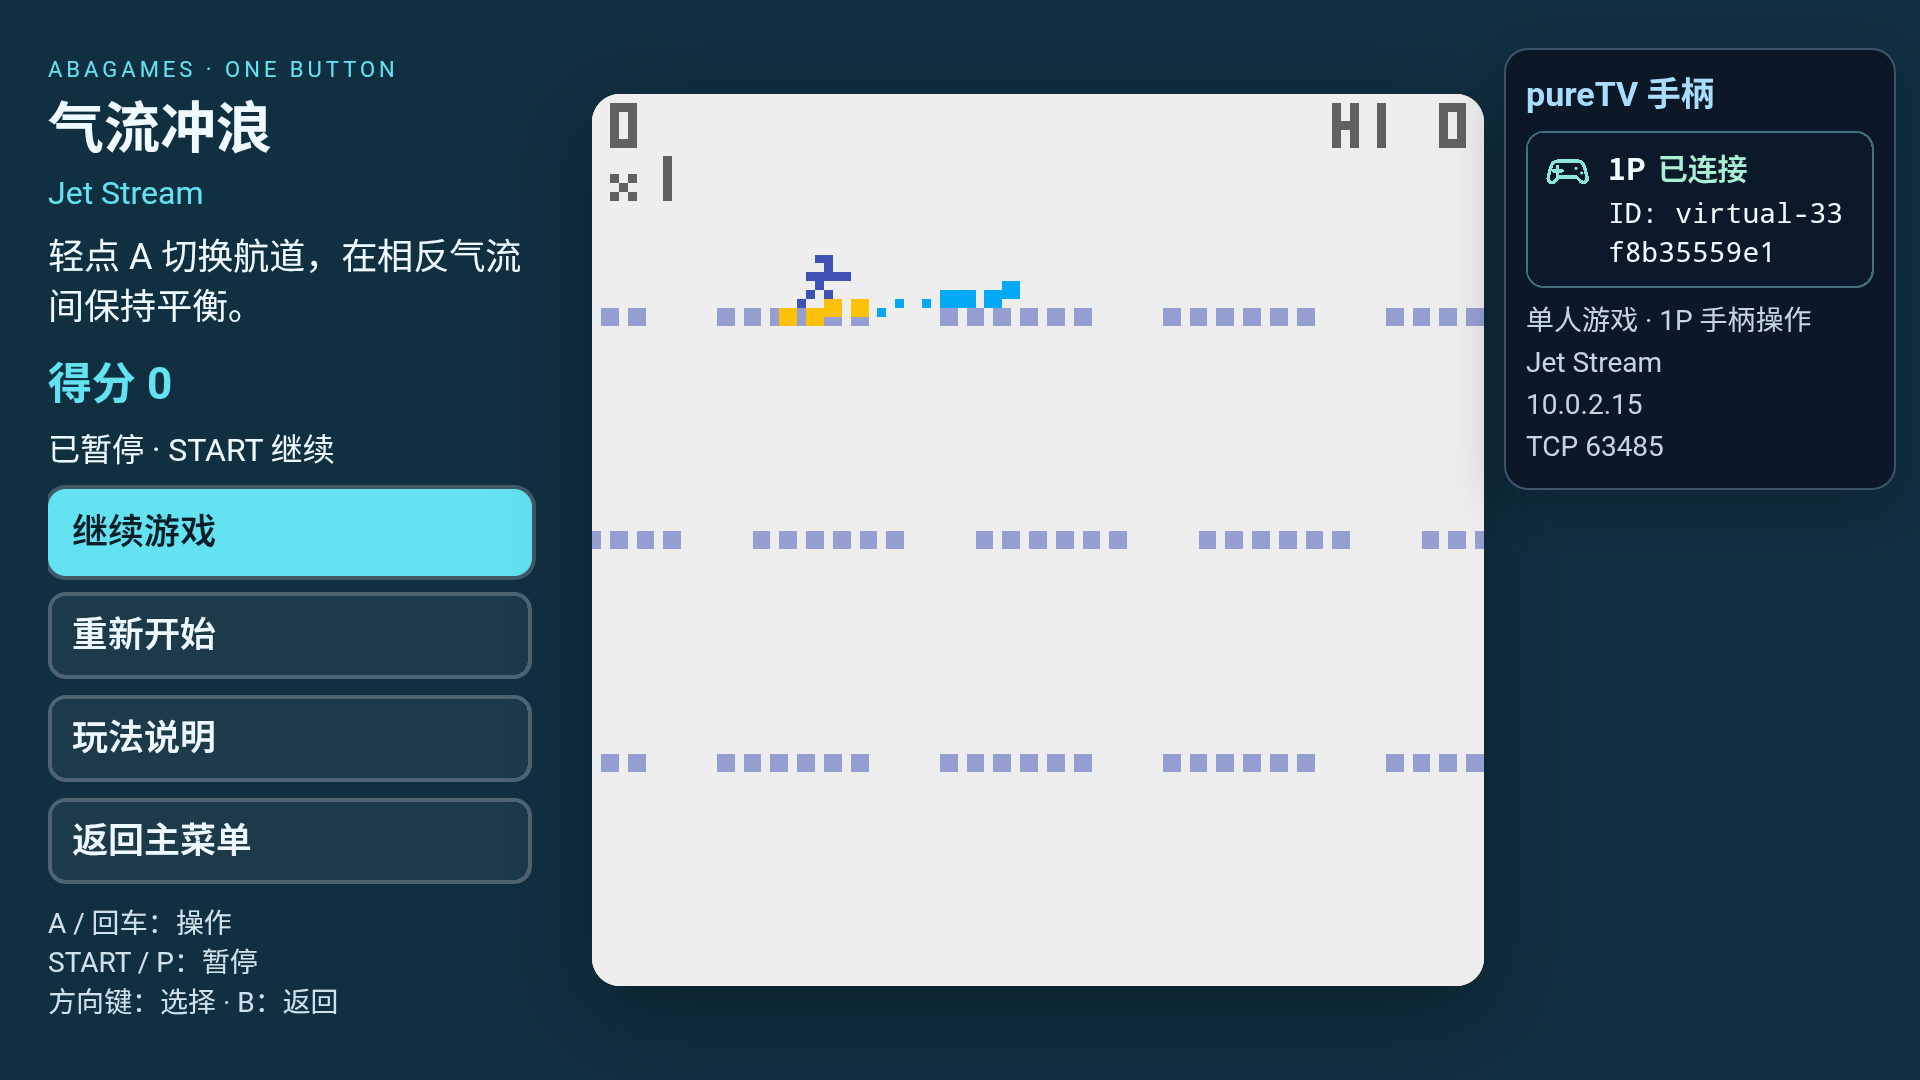 ABAGAMES · ONE BUTTON
气流冲浪
Jet Stream
轻点 A 切换航道，在相反气流
间保持平衡。
得分 0
已暂停 · START 继续
继续游戏
重新开始
玩法说明
返回主菜单
A / 回车：操作
START / P：暂停
方向键：选择 · B：返回
0
HI 0
x 1
pureTV 手柄
1P 已连接
ID: virtual-33
f8b35559e1
单人游戏 · 1P 手柄操作
Jet Stream
10.0.2.15
TCP 63485